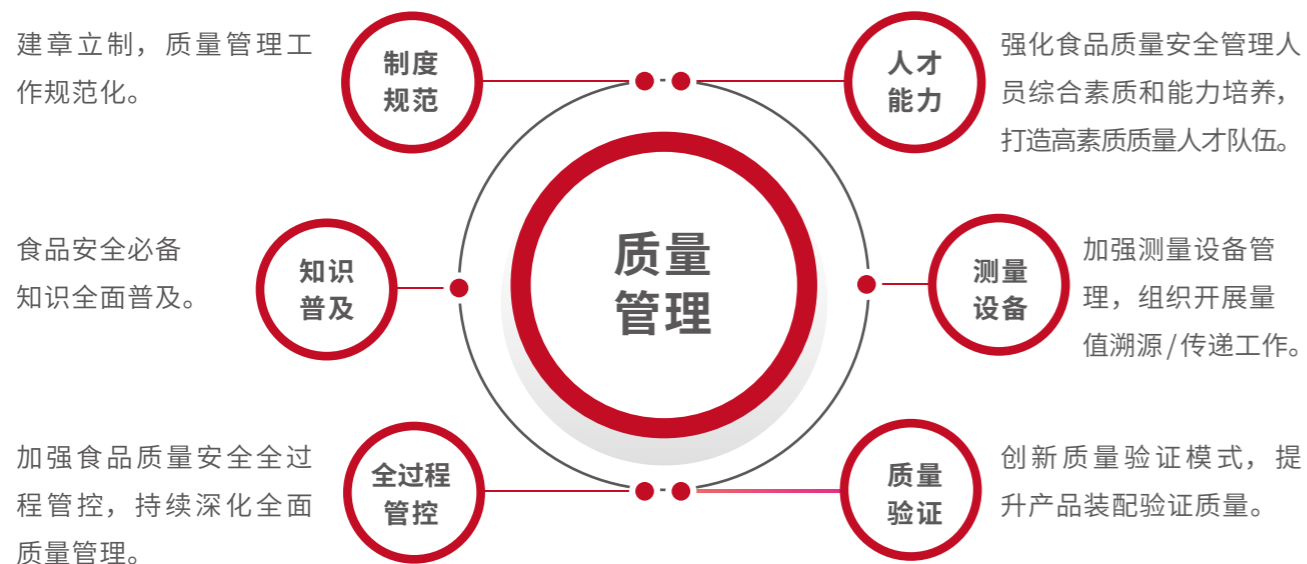 建章立制，质量管理工
作规范化。
制度
规范
人才
能力
强化食品质量安全管理人
员综合素质和能力培养，
打造高素质质量人才队伍。
食品安全必备
知识全面普及。
知识
普及
质量
管理
测量
设备
加强测量设备管
理，组织开展量
值溯源/传递工作。
加强食品质量安全全过
程管控，持续深化全面
质量管理。
全过程
管控
质量
验证
创新质量验证模式，提
升产品装配验证质量。